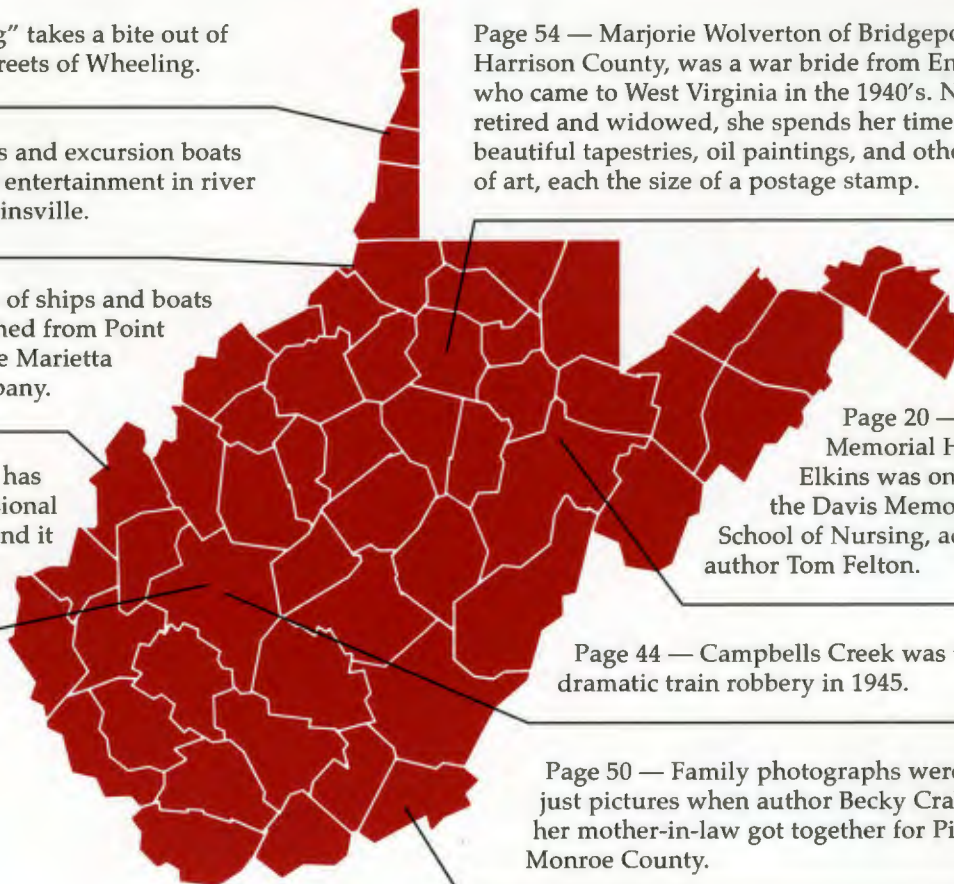 g” takes a bite out of
reets of Wheeling.
s and excursion boats
entertainment in river
insville.
of ships and boats
ned from Point
e Marietta
pany.
has
sional
nd it
Page 54 — Marjorie Wolverton of Bridgepo
Harrison County, was a war bride from En
who came to West Virginia in the 1940's. N
retired and widowed, she spends her time
beautiful tapestries, oil paintings, and othe
of art, each the size of a postage stamp.
Page 20 —
Memorial H
Elkins was on
the Davis Memo
School of Nursing, ac
author Tom Felton.
Page 44 — Campbells Creek was
dramatic train robbery in 1945.
Page 50 — Family photographs were
just pictures when author Becky Cra
her mother-in-law got together for Pi
Monroe County.